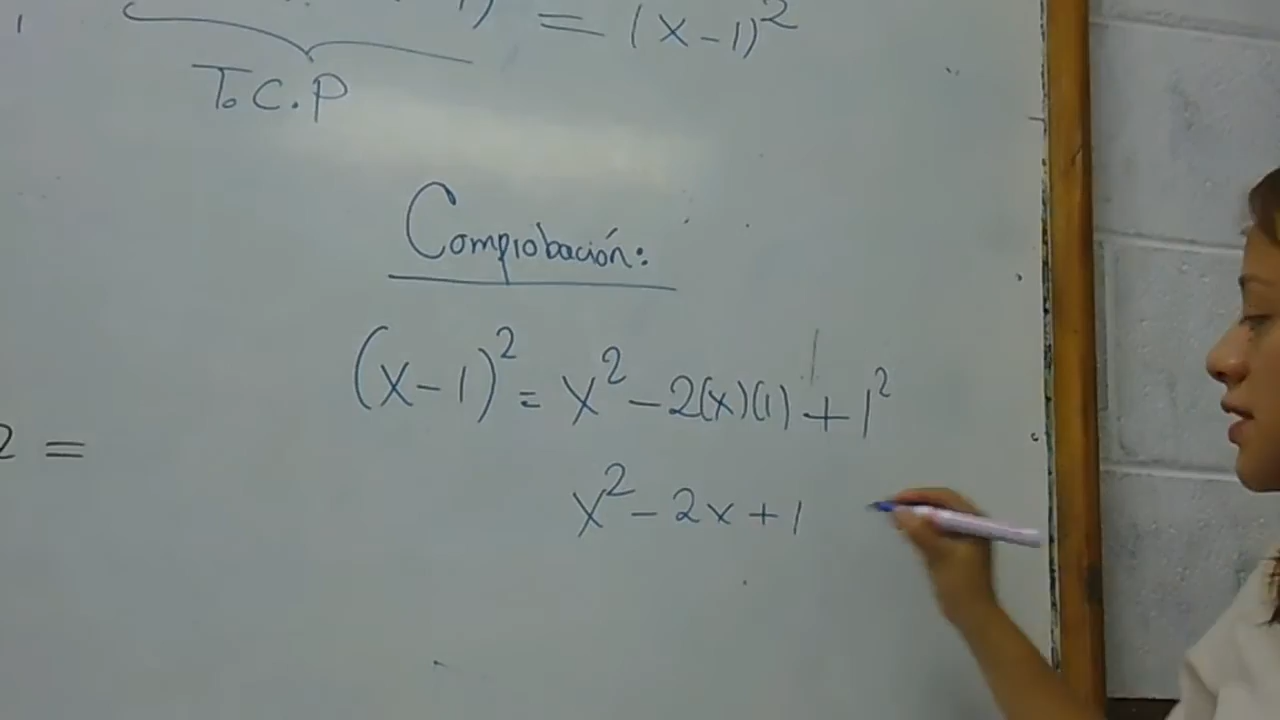 = (x-1)²
T.C.P
Comprobación:
(x-1)² = x² - 2(x)(1) + 1²
2 =
x² - 2x + 1